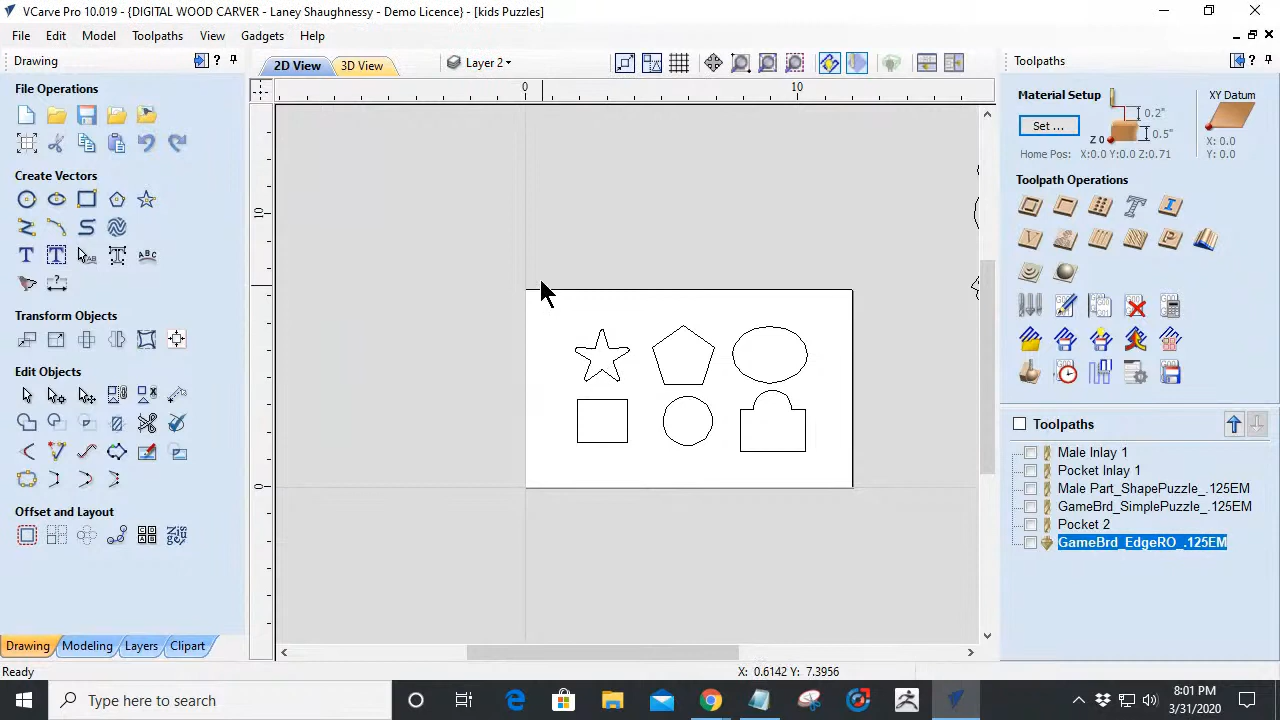 VCarve Pro 10.019 - {DIGITAL WOOD CARVER - Laney Shaughnessy - Demo Licence} - [kids Puzzles]
File Edit Model Toolpaths View Gadgets Help
Drawing
2D View 3D View Layer 2
Toolpaths
File Operations
0 10
Material Setup
XY Datum
0.2"
Set ...
Z 0
0.5"
X: 0.0
Y: 0.0
Home Pos: X:0.0 Y:0.0 Z:0.71
Create Vectors
Toolpath Operations
10
Transform Objects
Edit Objects
Toolpaths
Male Inlay 1
Pocket Inlay 1
Male Part_ShapePuzzle_.125EM
0
GameBrd_SimplePuzzle_.125EM
Offset and Layout
Pocket 2
GameBrd_EdgeRO_.125EM
Drawing Modeling Layers Clipart
Ready
X: 0.6142 Y: 7.3956
Type here to search
8:01 PM
3/31/2020